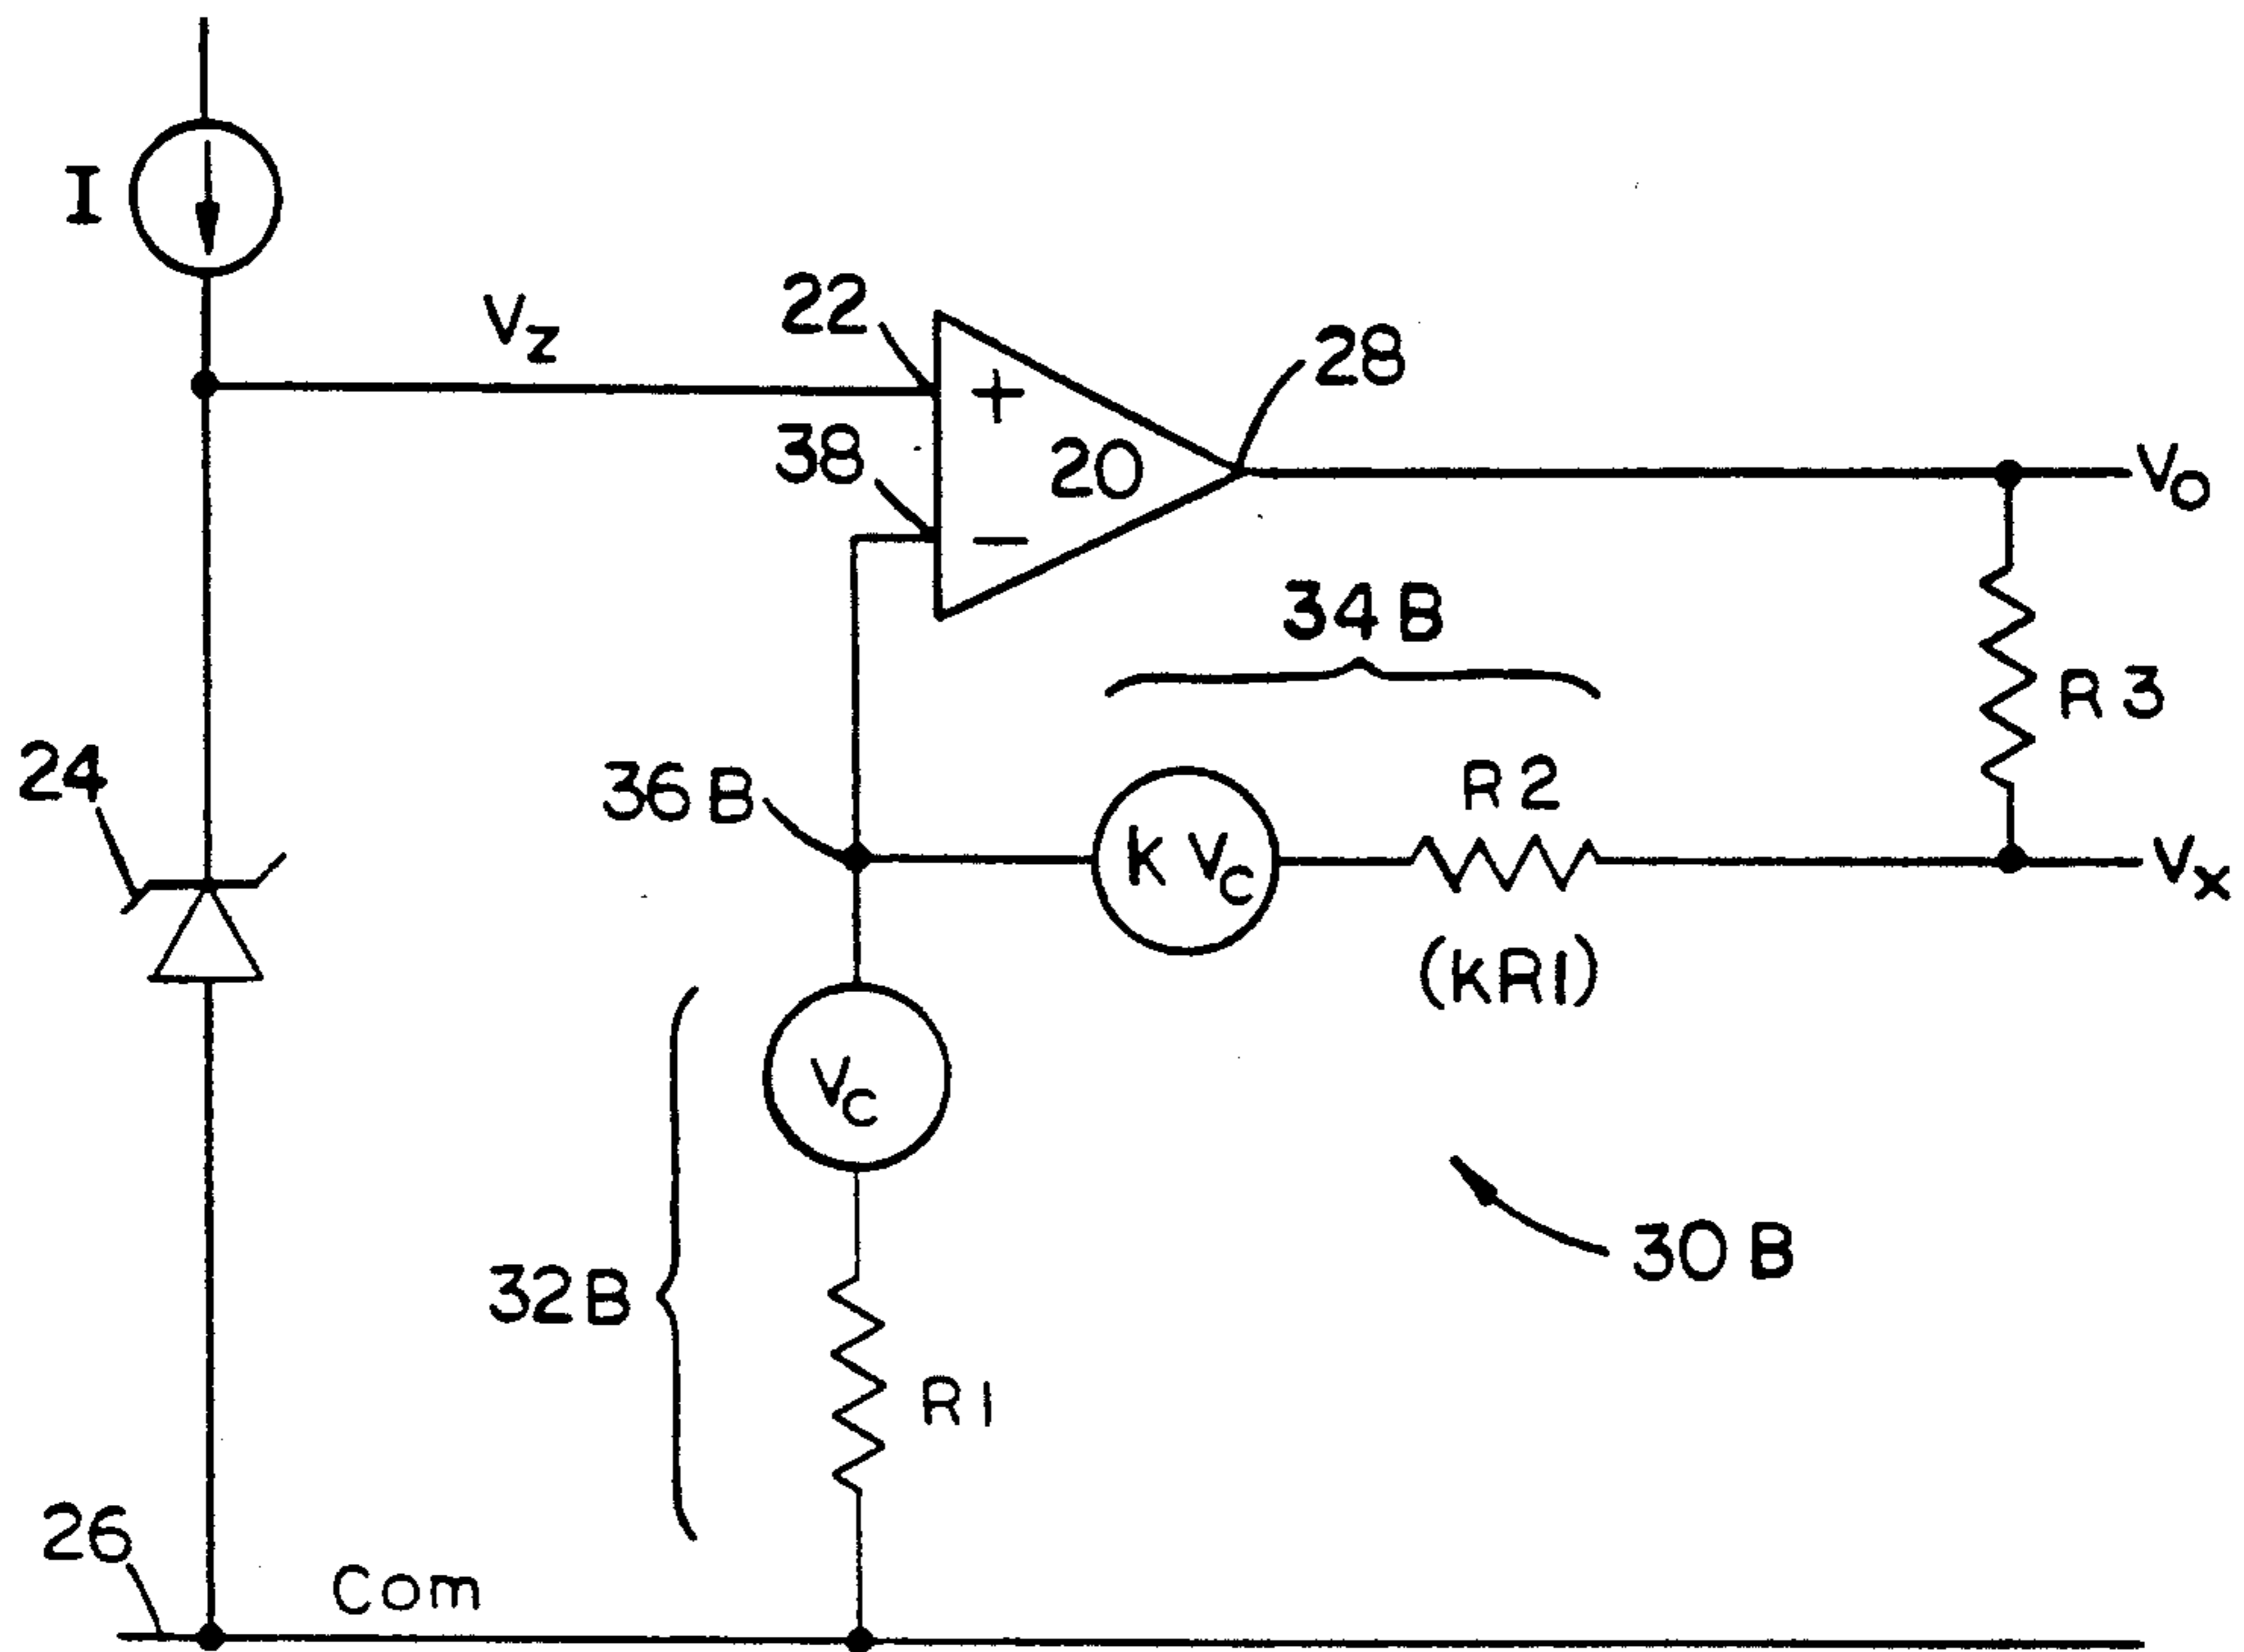 I
Vz
22
+
28
38
20
Vo
−
34B
R3
24
36B
R2
K Vc
Vx
(KR1)
Vc
32B
30B
R1
26
Com